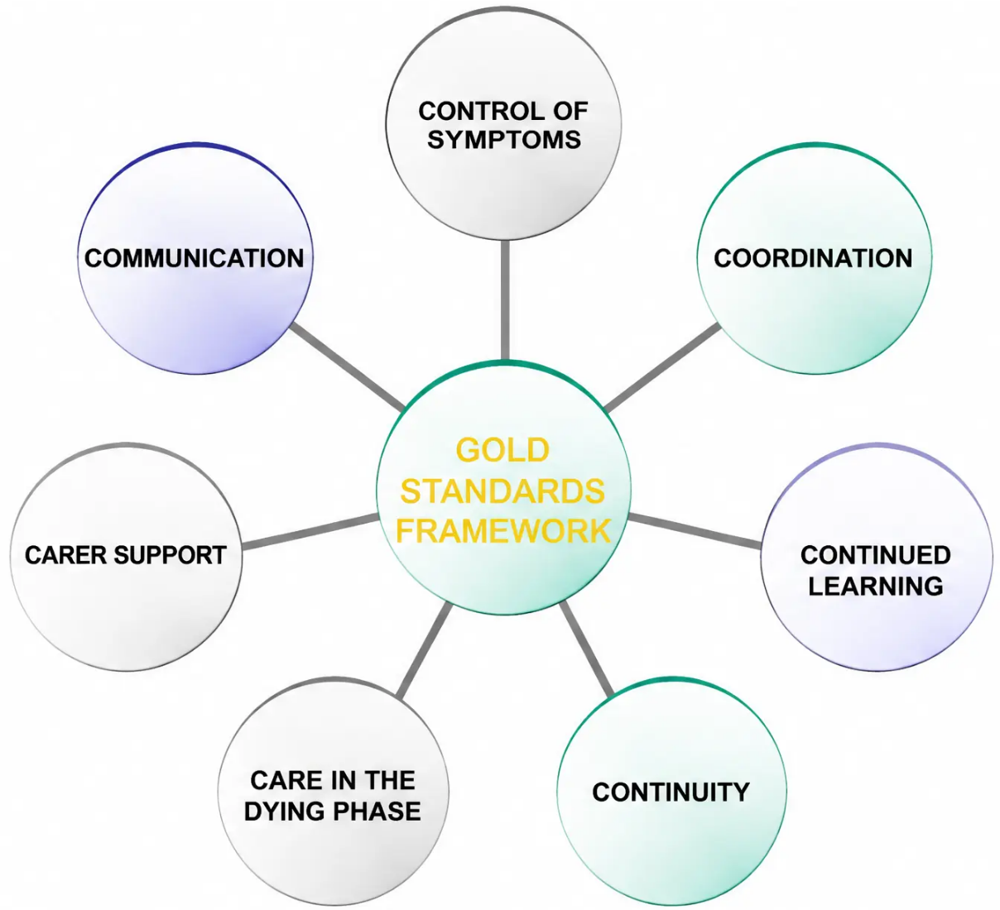 CONTROL OF
SYMPTOMS
COMMUNICATION
COORDINATION
GOLD
STANDARDS
FRAMEWORK
CARER SUPPORT
CONTINUED
LEARNING
CARE IN THE
DYING PHASE
CONTINUITY